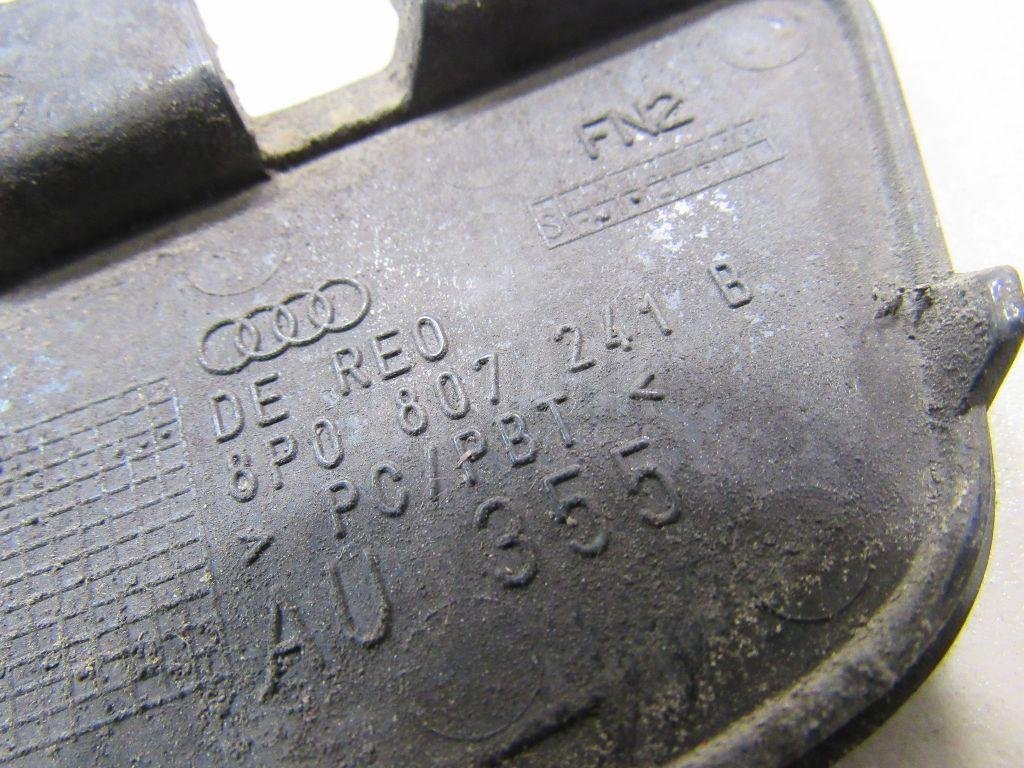 FN2
DE RE0
8P0 807 241 B
> PC/PBT <
AU 355